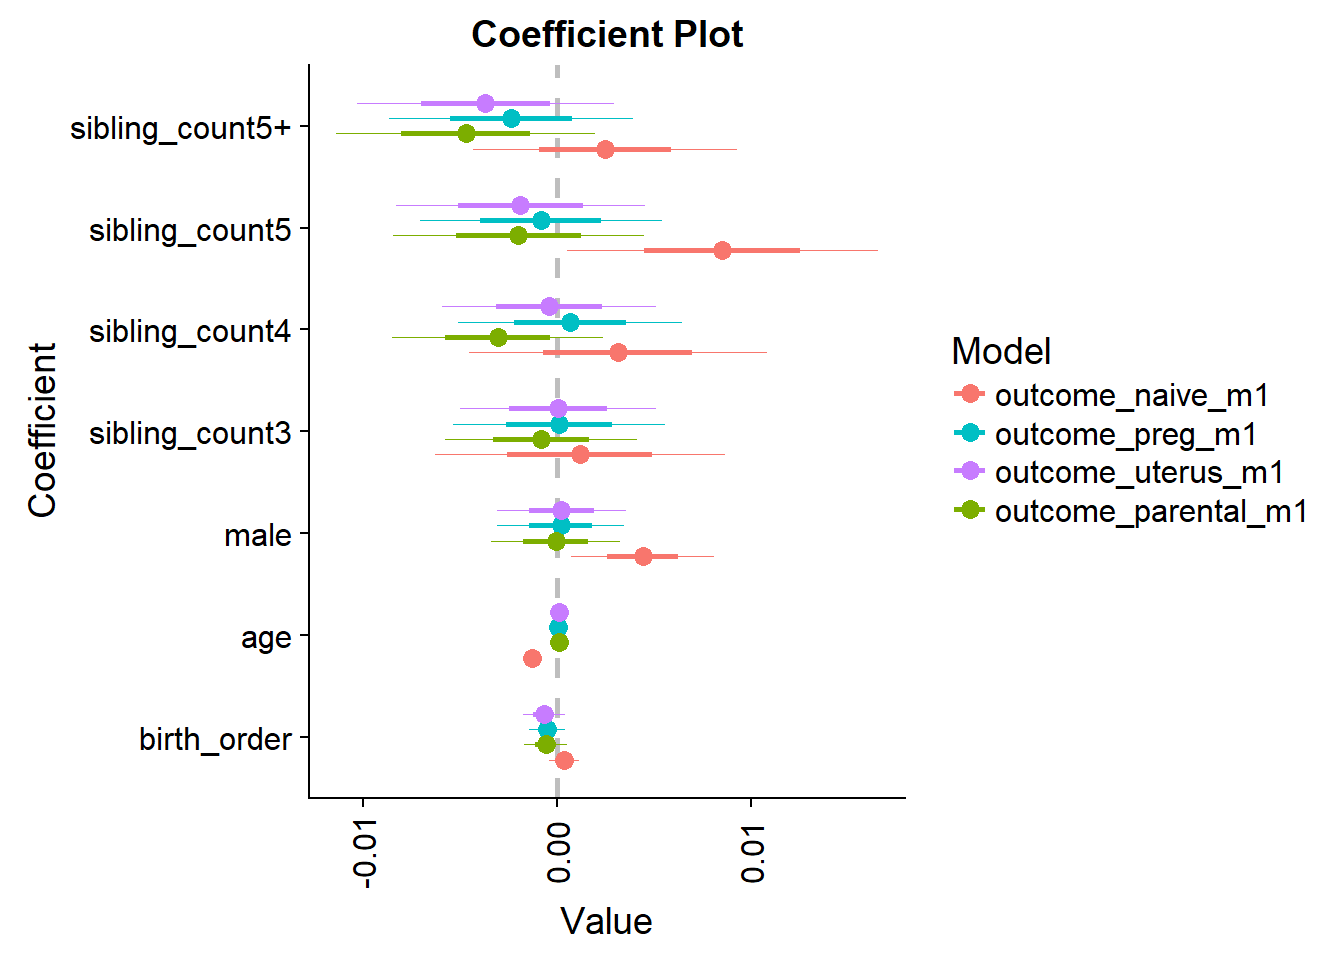 Coefficient Plot
sibling_count5+
sibling_count5
sibling_count4
sibling_count3
male
age
birth_order
Coefficient
-0.01
0.00
0.01
Value
Model
outcome_naive_m1
outcome_preg_m1
outcome_uterus_m1
outcome_parental_m1